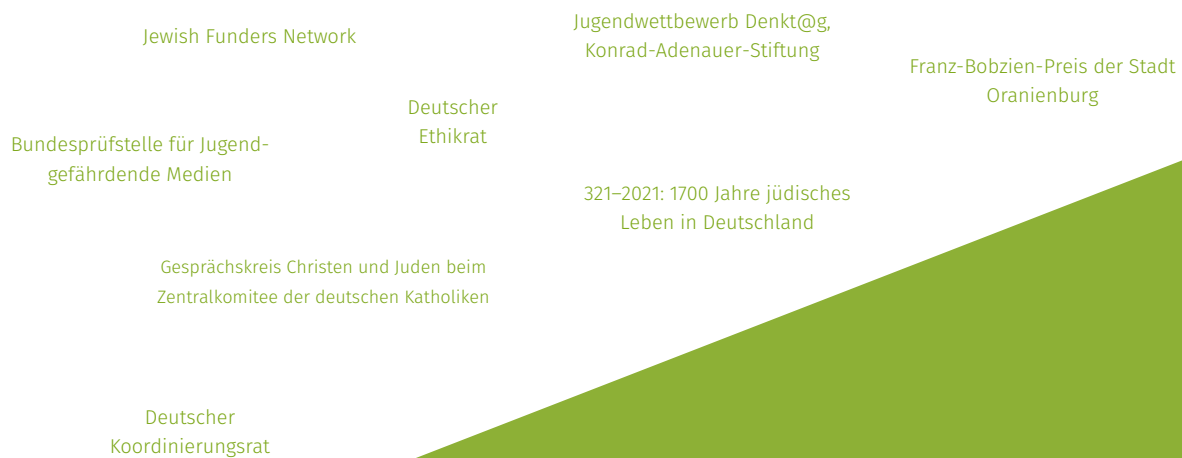 Jewish Funders Network
Jugendwettbewerb Denkt@g,
Konrad-Adenauer-Stiftung
Franz-Bobzien-Preis der Stadt
Oranienburg
Deutscher
Ethikrat
Bundesprüfstelle für Jugend-
gefährdende Medien
321–2021: 1700 Jahre jüdisches
Leben in Deutschland
Gesprächskreis Christen und Juden beim
Zentralkomitee der deutschen Katholiken
Deutscher
Koordinierungsrat